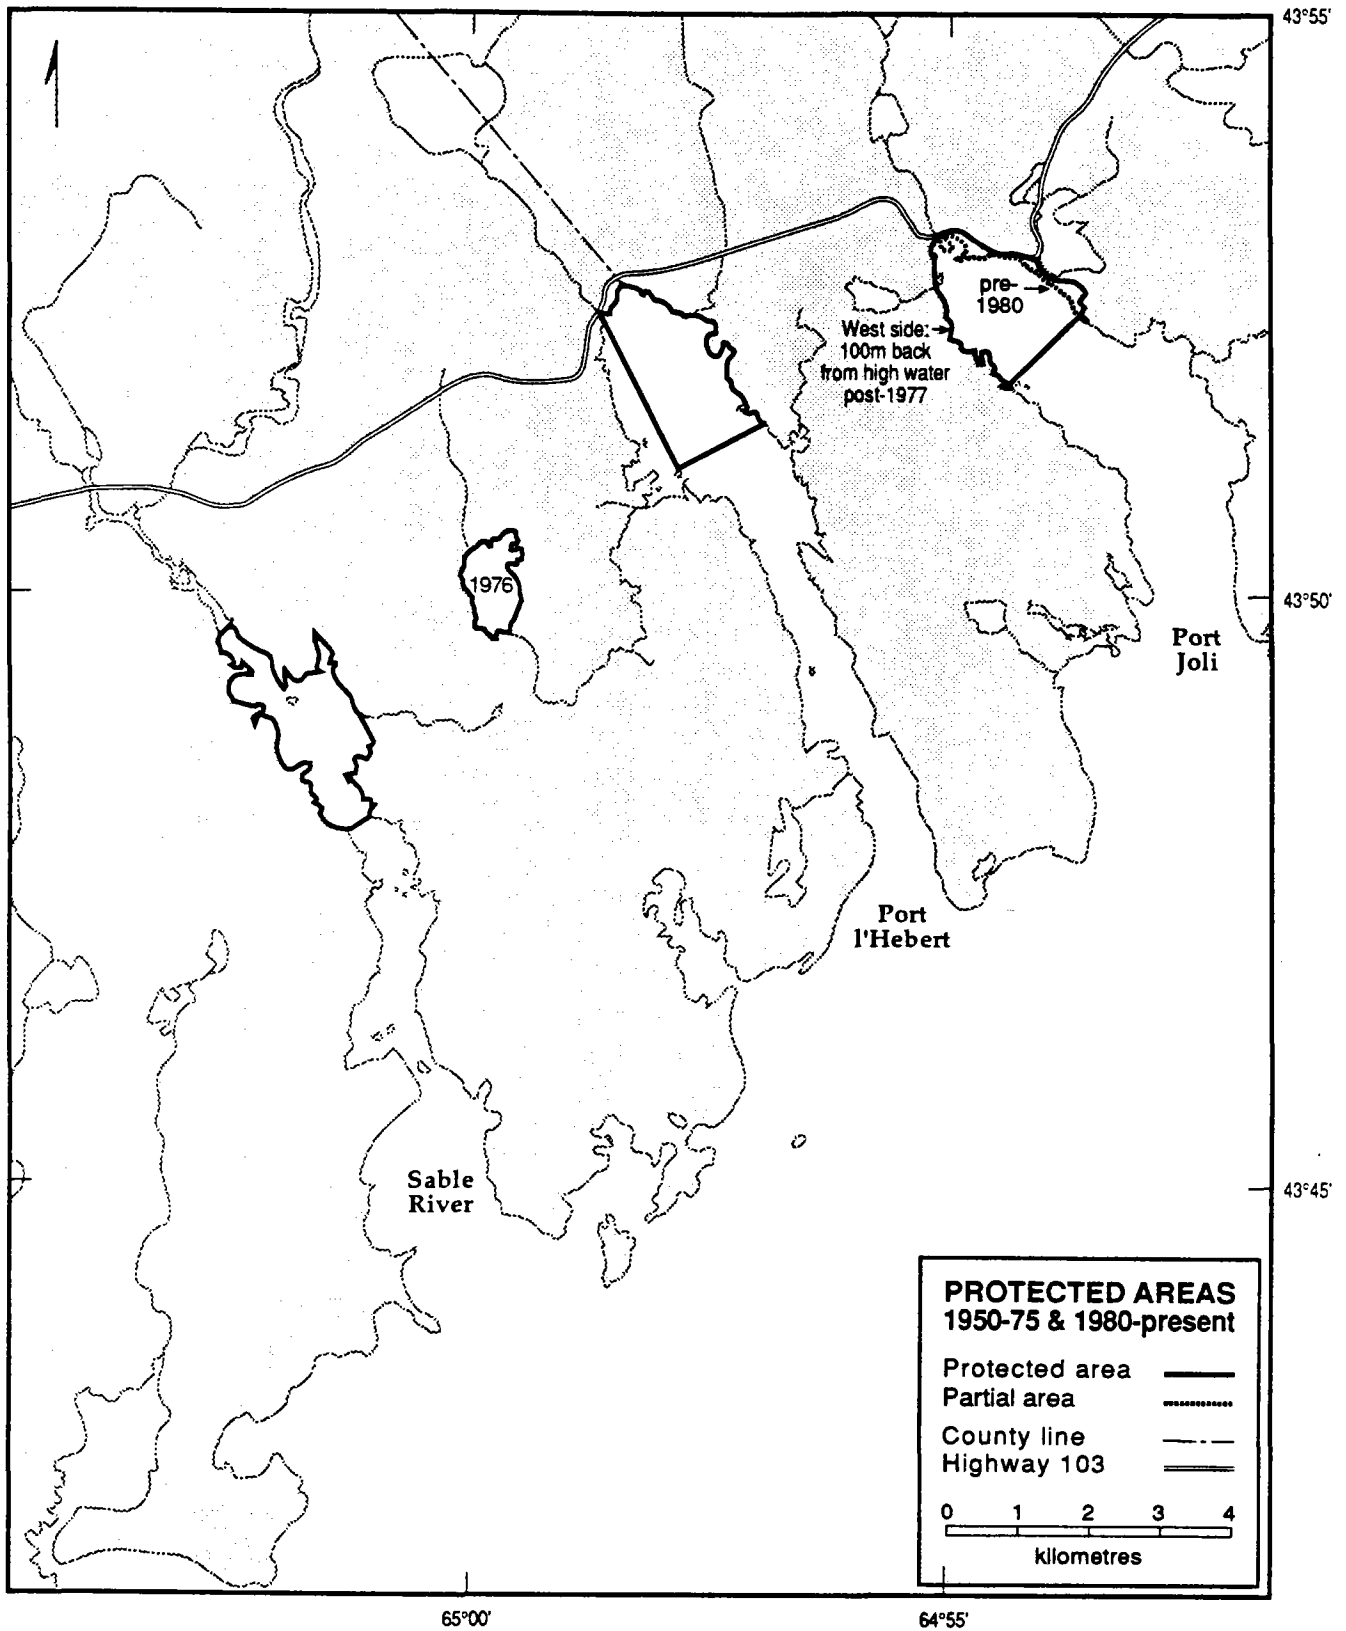 43°55'
pre-
1980
West side:
100m back
from high water
post-1977
1976
43°50'
Port
Joli
Port
l'Hebert
Sable
River
43°45'
PROTECTED AREAS
1950-75 & 1980-present
Protected area
Partial area
County line
Highway 103
0 1 2 3 4
kilometres
65°00' 64°55'